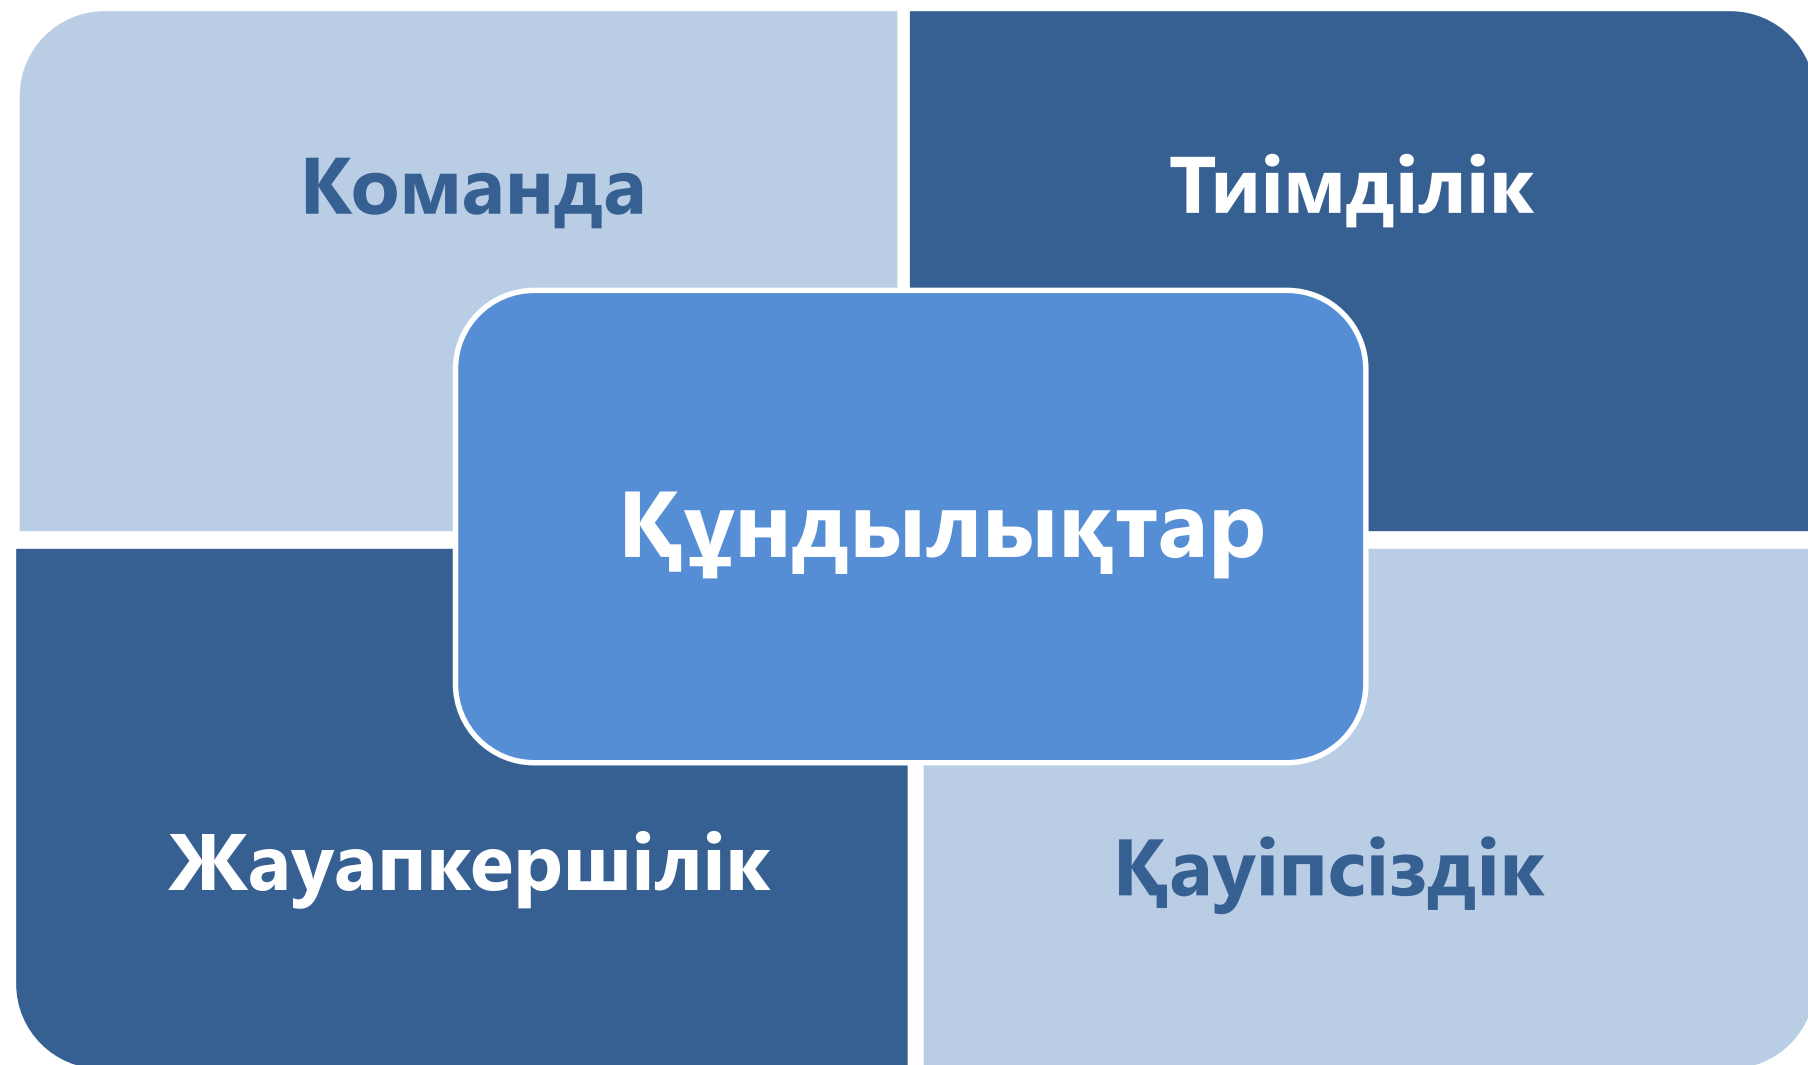 Команда
Тиімділік
Құндылықтар
Жауапкершілік
Қауіпсіздік